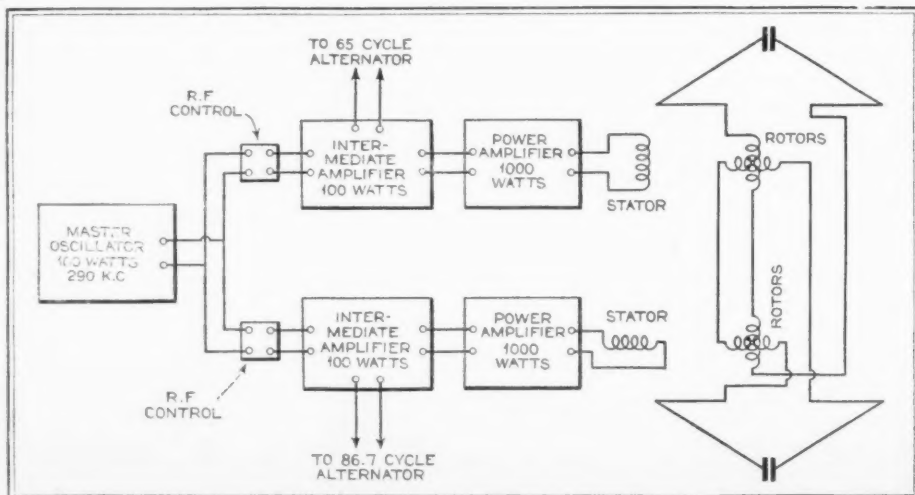 TO 65 CYCLE
ALTERNATOR
R.F
CONTROL
INTER-
MEDIATE
AMPLIFIER
100 WATTS
POWER
AMPLIFIER
1000
WATTS
STATOR
ROTORS
MASTER
OSCILLATOR
100 WATTS
290 K.C
INTER-
MEDIATE
AMPLIFIER
100 WATTS
POWER
AMPLIFIER
1000
WATTS
STATOR
ROTORS
R.F
CONTROL
TO 86.7 CYCLE
ALTERNATOR